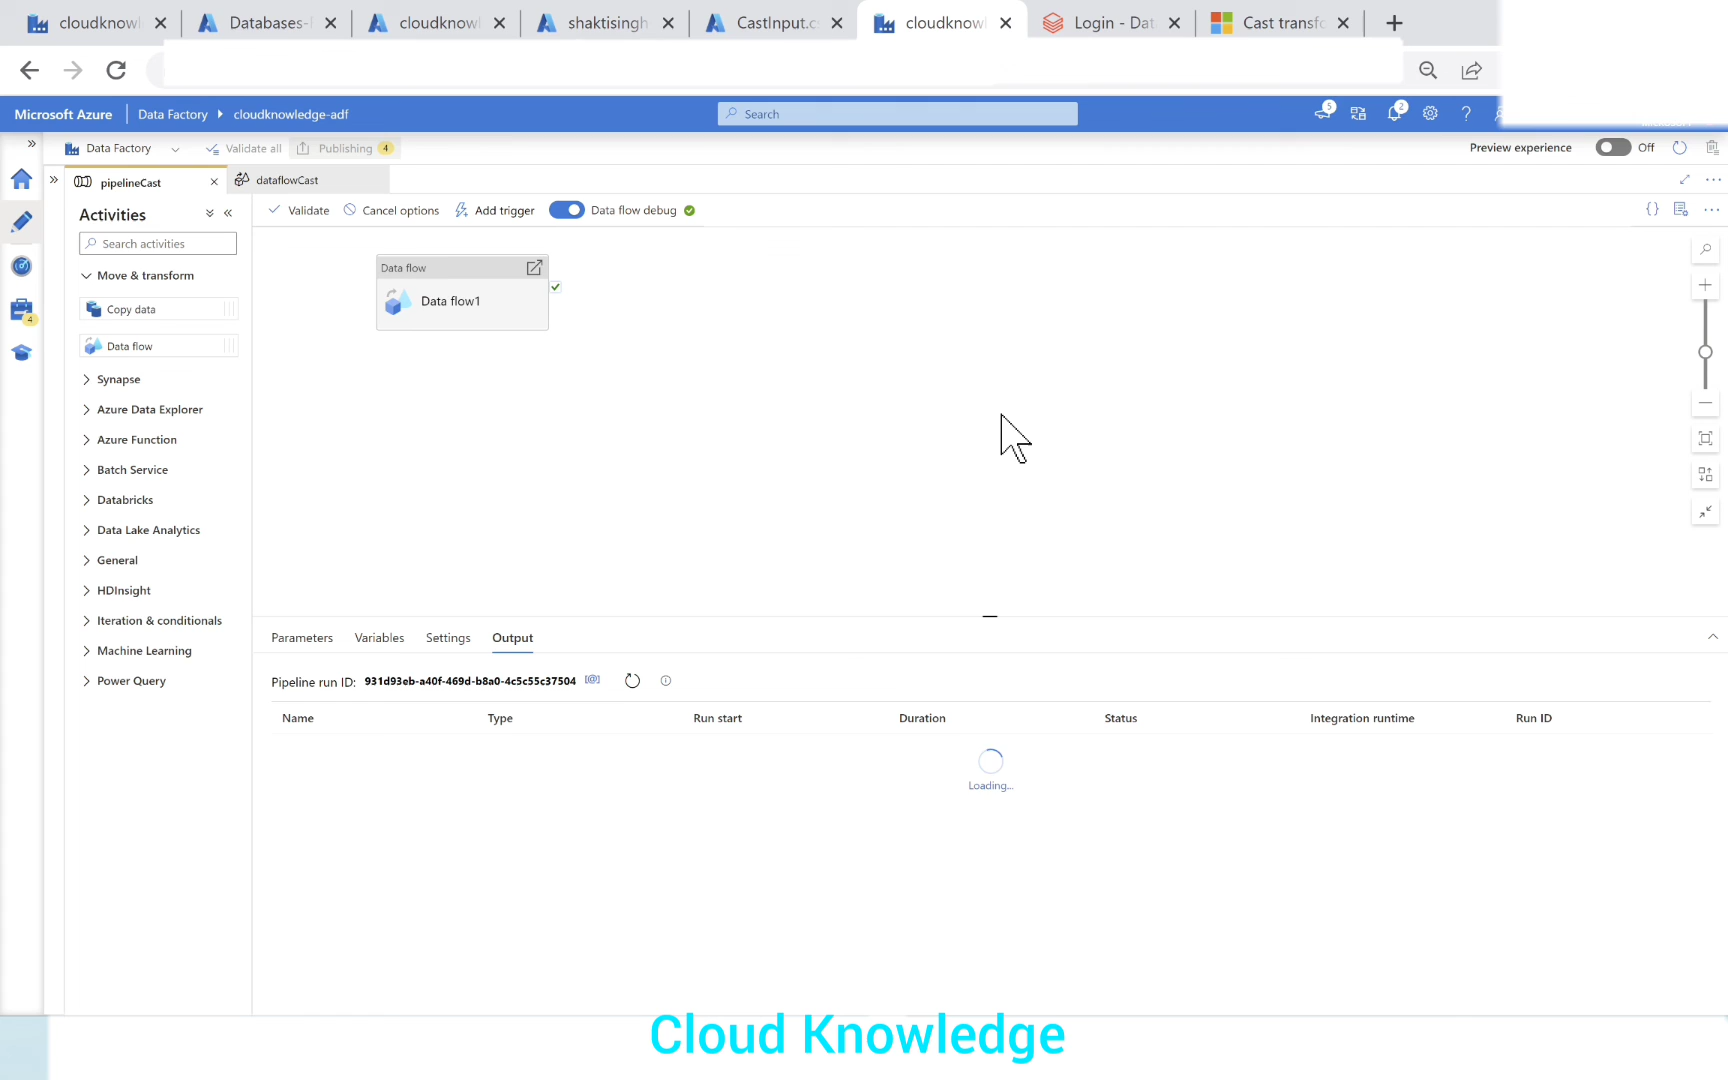 cloudknowl
Databases-
cloudknowl
shaktisingh
CastInput.c
cloudknowl
Login - Dat
Cast transfo
Microsoft Azure
Data Factory
cloudknowledge-adf
Search
5
2
Data Factory
Validate all
Publishing
4
Preview experience
Off
pipelineCast
dataflowCast
Activities
Validate
Cancel options
Add trigger
Data flow debug
{}
Search activities
Move & transform
Copy data
Data flow
Synapse
Azure Data Explorer
Azure Function
Batch Service
Databricks
Data Lake Analytics
General
HDInsight
Iteration & conditionals
Machine Learning
Power Query
4
Data flow
Data flow1
Parameters
Variables
Settings
Output
Pipeline run ID: 931d93eb-a40f-469d-b8a0-4c5c55c37504
Name
Type
Run start
Duration
Status
Integration runtime
Run ID
Loading...
Cloud Knowledge